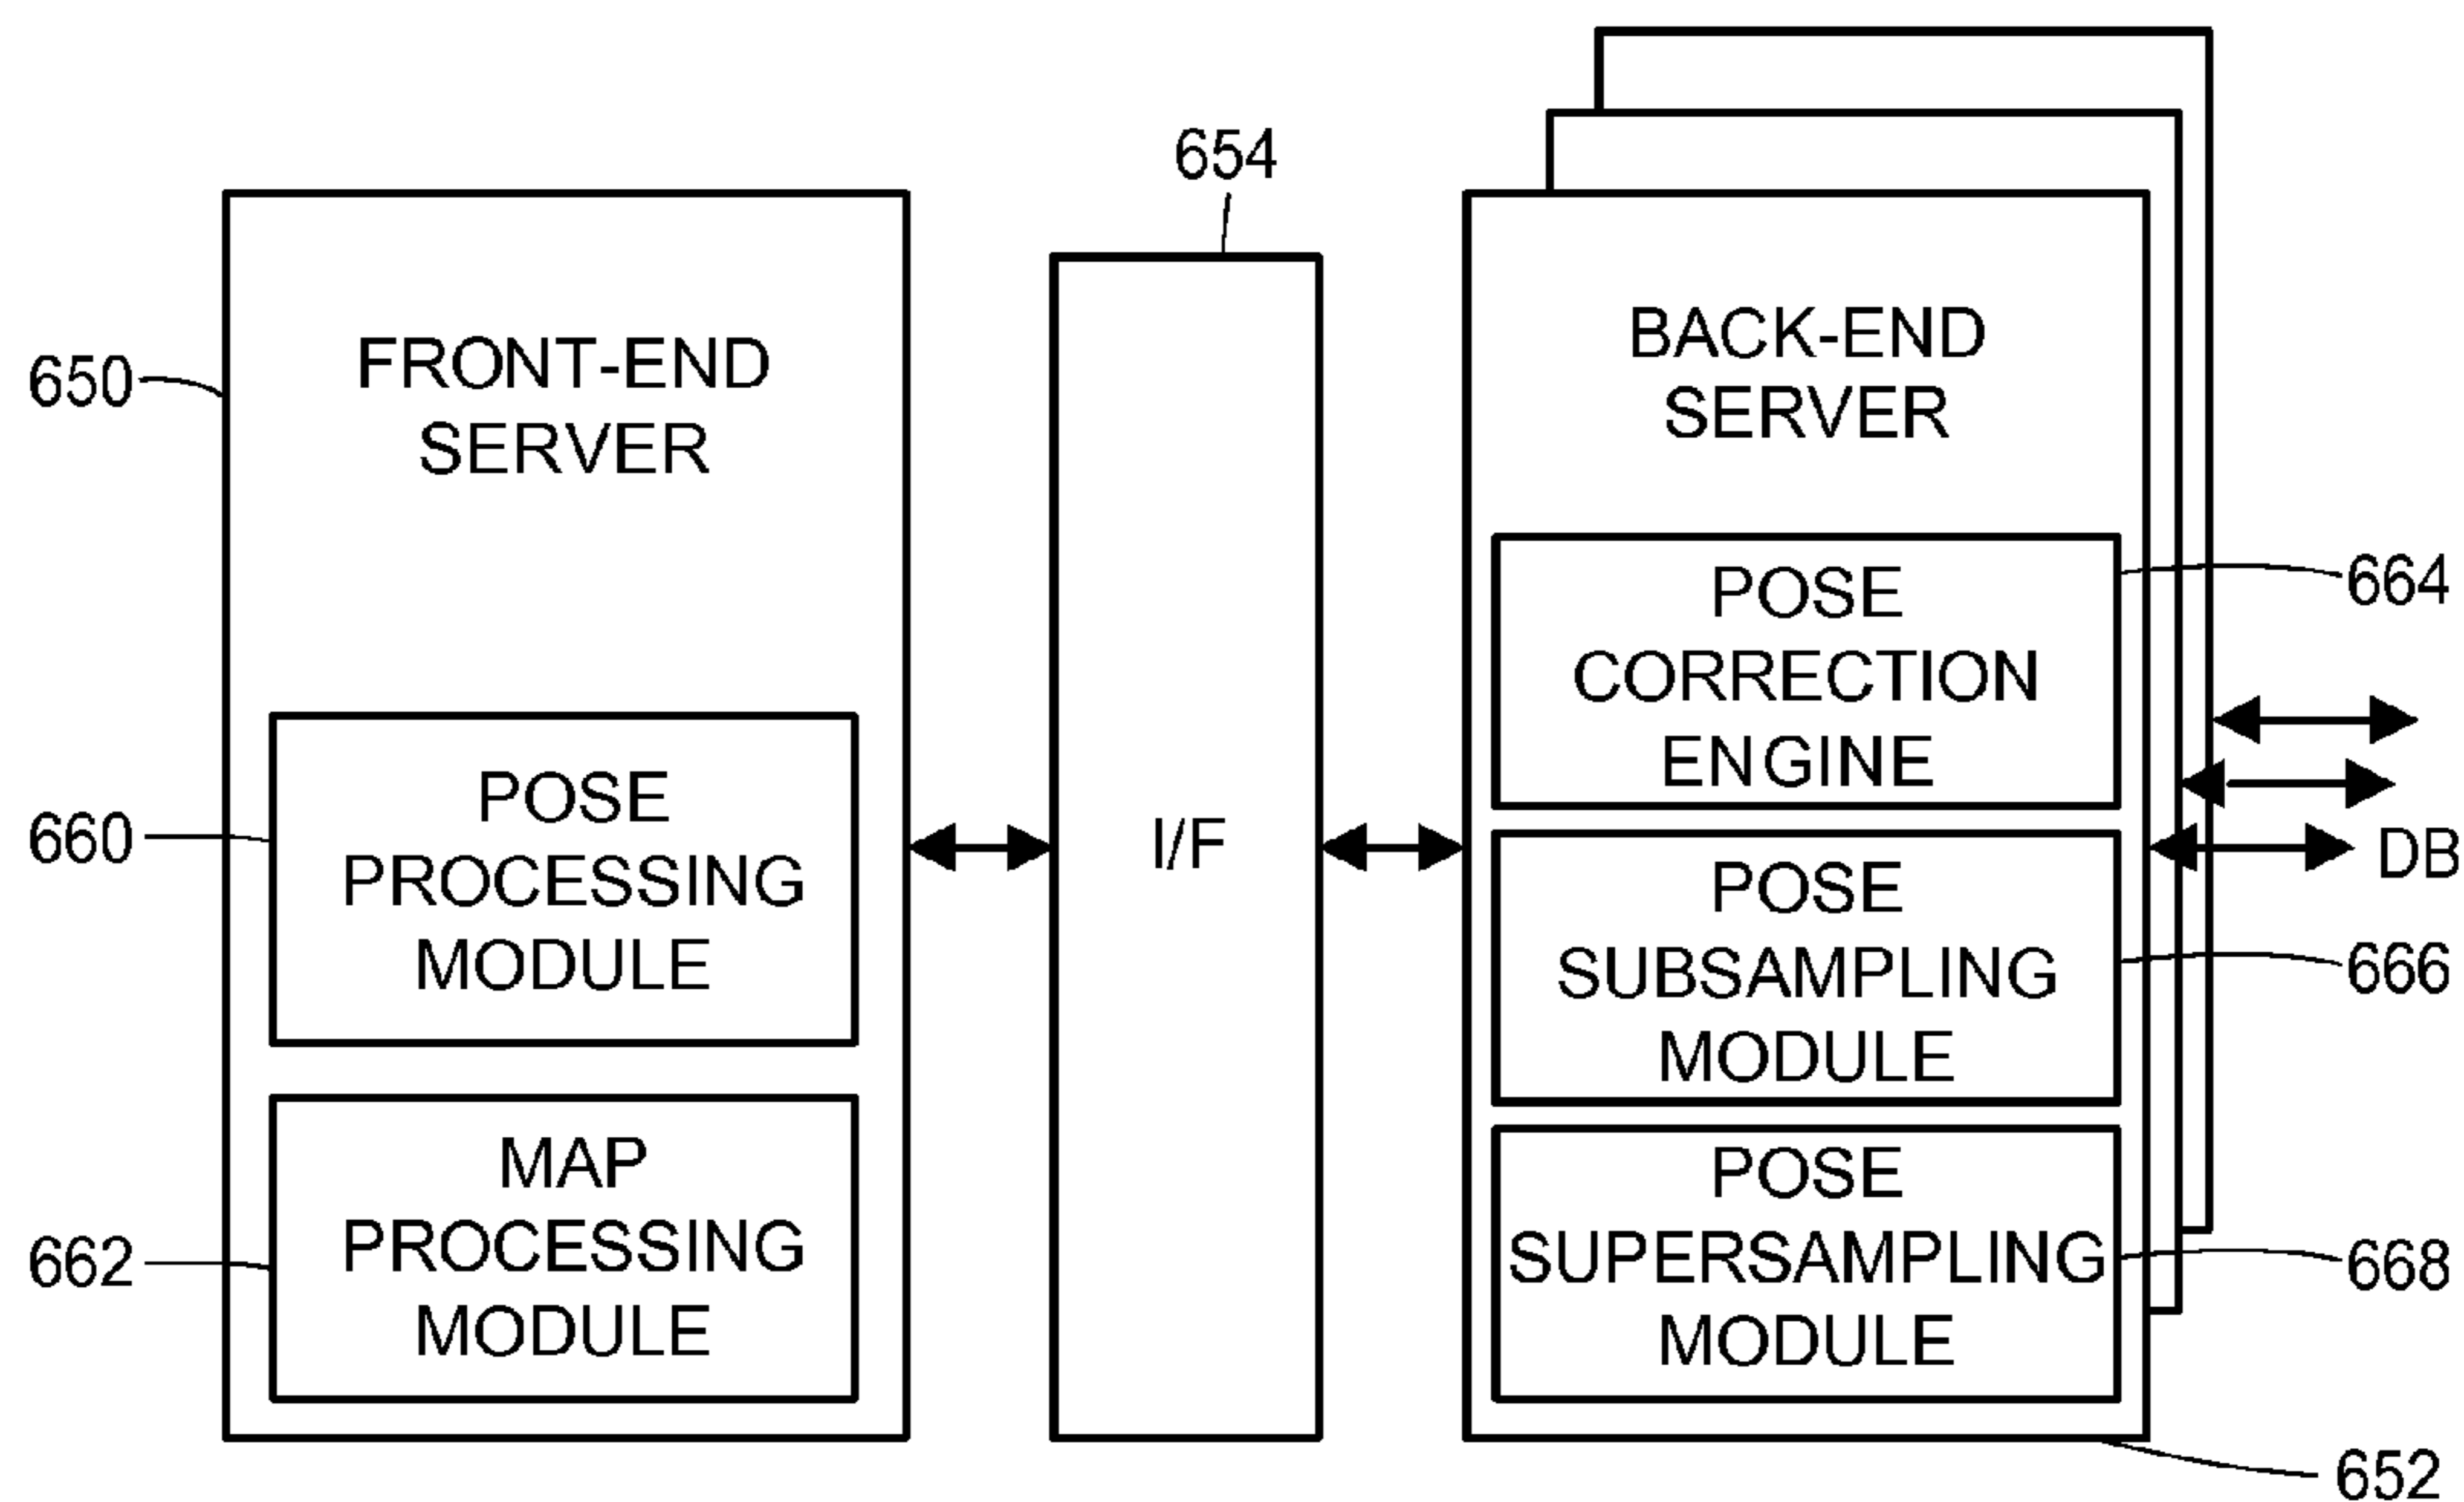 654
650
FRONT-END
SERVER
660
POSE
PROCESSING
MODULE
662
MAP
PROCESSING
MODULE
I/F
BACK-END
SERVER
POSE
CORRECTION
ENGINE
664
POSE
SUBSAMPLING
MODULE
666
POSE
SUPERSAMPLING
MODULE
668
DB
652